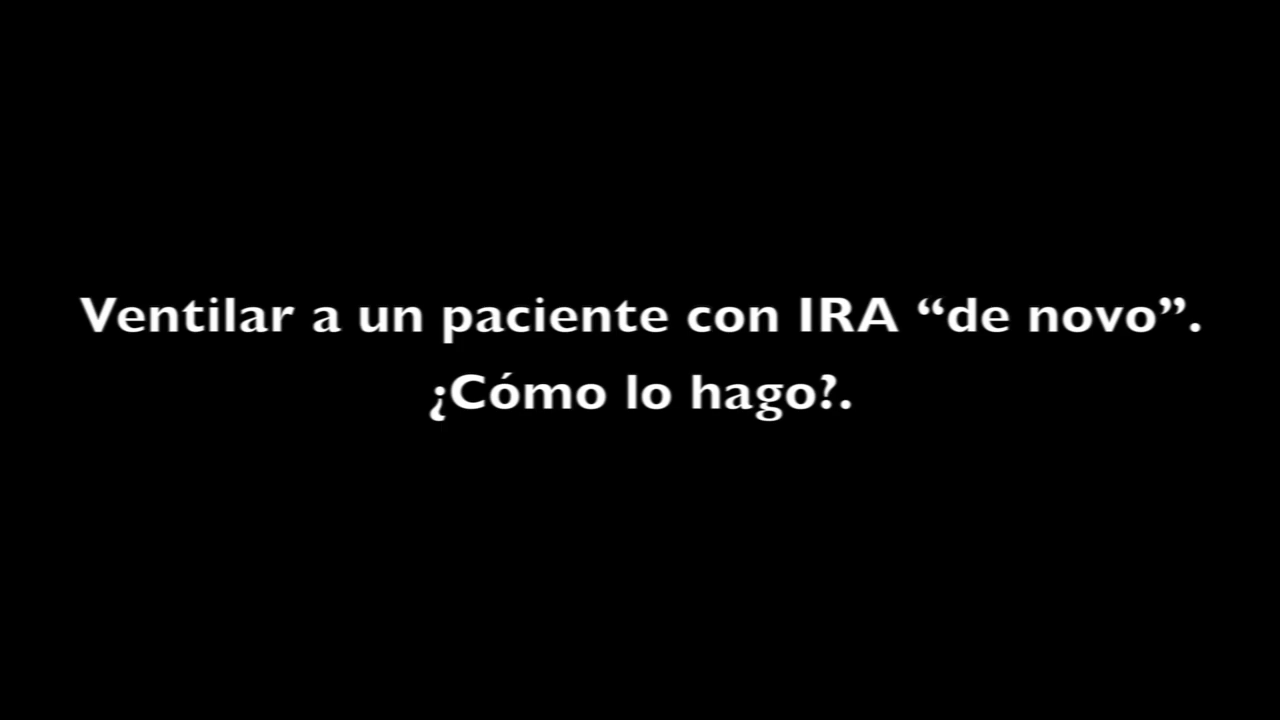 Ventilar a un paciente con IRA “de novo”.
¿Cómo lo hago?.